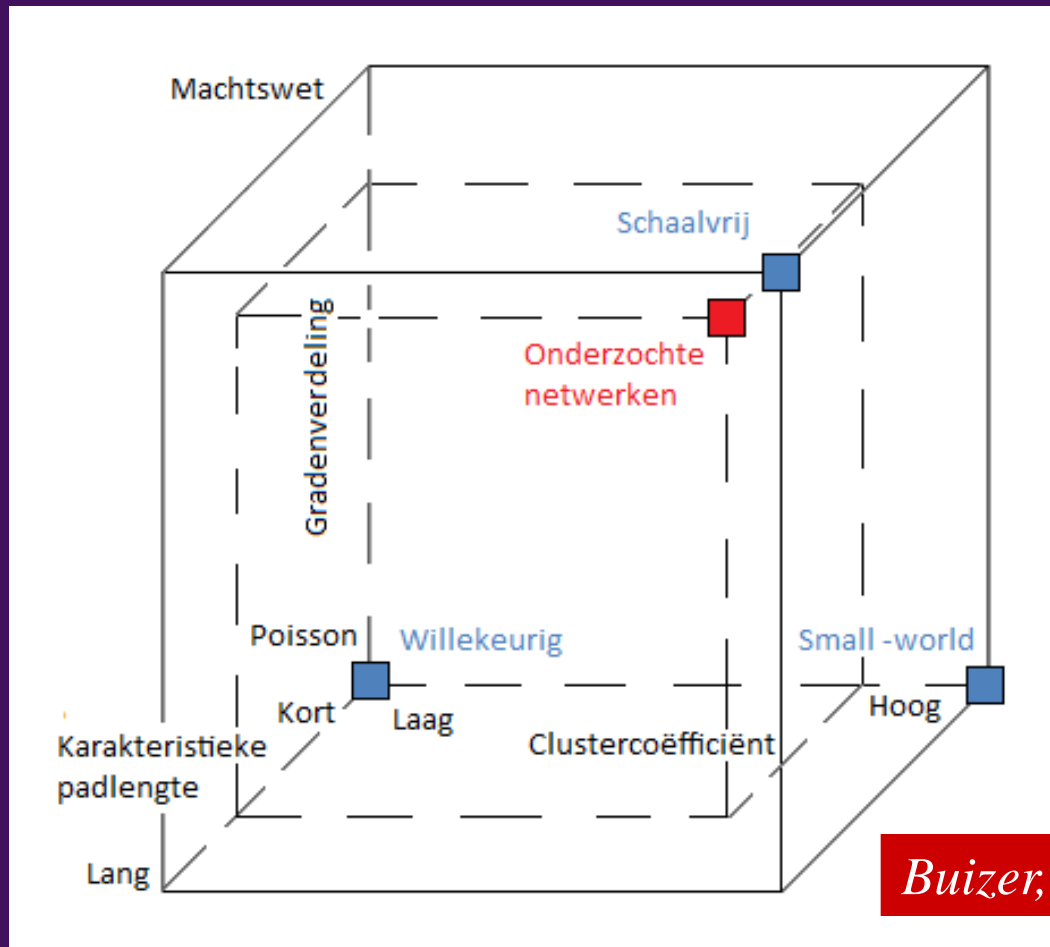 Machtswet
Schaalvrij
Gradenverdeling
Onderzochte
netwerken
Poisson
Willekeurig
Small -world
Kort
Laag
Hoog
Karakteristieke
padlengte
Clustercoëfficiënt
Lang
Buizer,